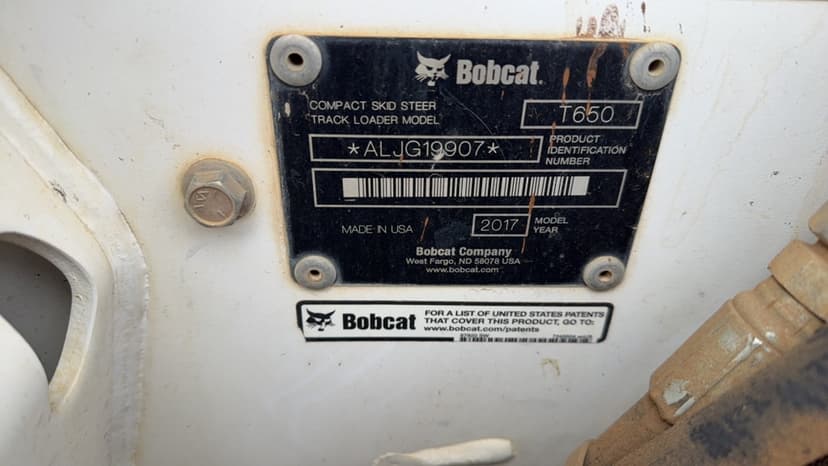 Bobcat
COMPACT SKID STEER
TRACK LOADER MODEL
T650
*ALJG19907*
PRODUCT
IDENTIFICATION
NUMBER
MADE IN USA
2017
MODEL
YEAR
Bobcat Company
West Fargo, ND 58078 USA
www.bobcat.com
Bobcat
FOR A LIST OF UNITED STATES PATENTS
THAT COVER THIS PRODUCT, GO TO:
www.bobcat.com/patents